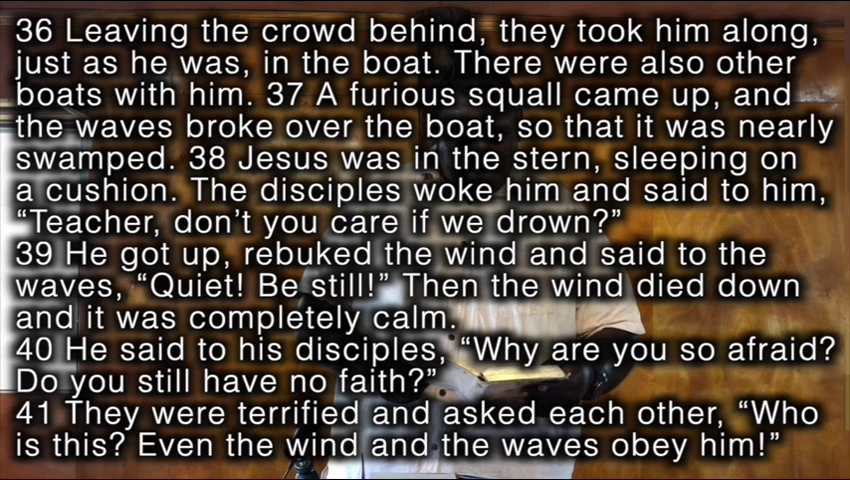 36 Leaving the crowd behind, they took him along,
just as he was, in the boat. There were also other
boats with him. 37 A furious squall came up, and
the waves broke over the boat, so that it was nearly
swamped. 38 Jesus was in the stern, sleeping on
a cushion. The disciples woke him and said to him,
“Teacher, don’t you care if we drown?”
39 He got up, rebuked the wind and said to the
waves, “Quiet! Be still!” Then the wind died down
and it was completely calm.
40 He said to his disciples, “Why are you so afraid?
Do you still have no faith?”
41 They were terrified and asked each other, “Who
is this? Even the wind and the waves obey him!”